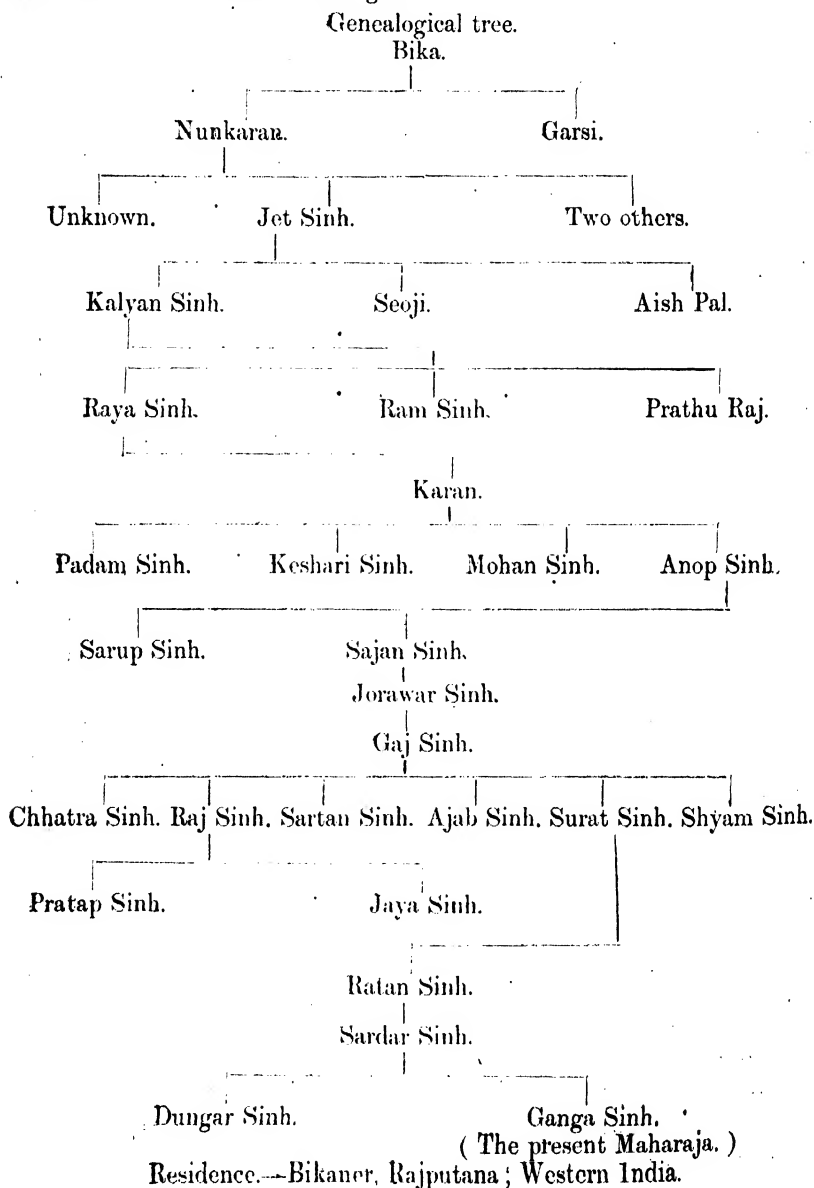 Genealogical tree.
Bika.
Nunkaran. Garsi.
Unknown. Jet Sinh. Two others.
Kalyan Sinh. Seoji. Aish Pal.
Raya Sinh. Ram Sinh. Prathu Raj.
Karan.
Padam Sinh. Keshari Sinh. Mohan Sinh. Anop Sinh.
Sarup Sinh. Sajan Sinh.
Jorawar Sinh.
Gaj Sinh.
Chhatra Sinh. Raj Sinh. Sartan Sinh. Ajab Sinh. Surat Sinh. Shyam Sinh.
Pratap Sinh. Jaya Sinh.
Ratan Sinh.
Sardar Sinh.
Dungar Sinh. Ganga Sinh.
( The present Maharaja. )
Residence.—Bikaner, Rajputana; Western India.